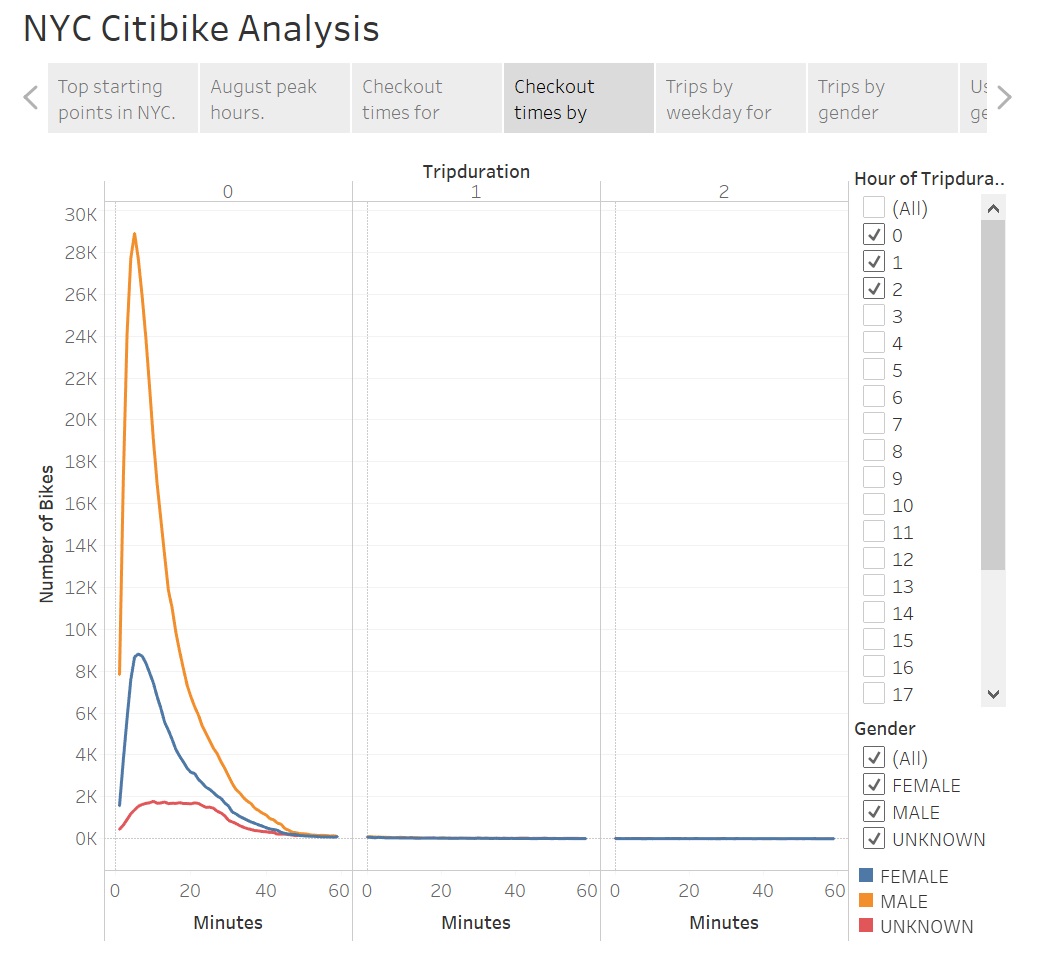 NYC Citibike Analysis
Top starting
points in NYC.
August peak
hours.
Checkout
times for
Checkout
times by
Trips by
weekday for
Trips by
gender
Tripduration
0
1
2
30K
28K
26K
24K
22K
20K
18K
16K
14K
12K
10K
8K
6K
4K
2K
0K
Number of Bikes
0 20 40 60
0 20 40 60
0 20 40 60
Minutes
Minutes
Minutes
Hour of Tripdura..
(All)
0
1
2
3
4
5
6
7
8
9
10
11
12
13
14
15
16
17
Gender
(All)
FEMALE
MALE
UNKNOWN
FEMALE
MALE
UNKNOWN